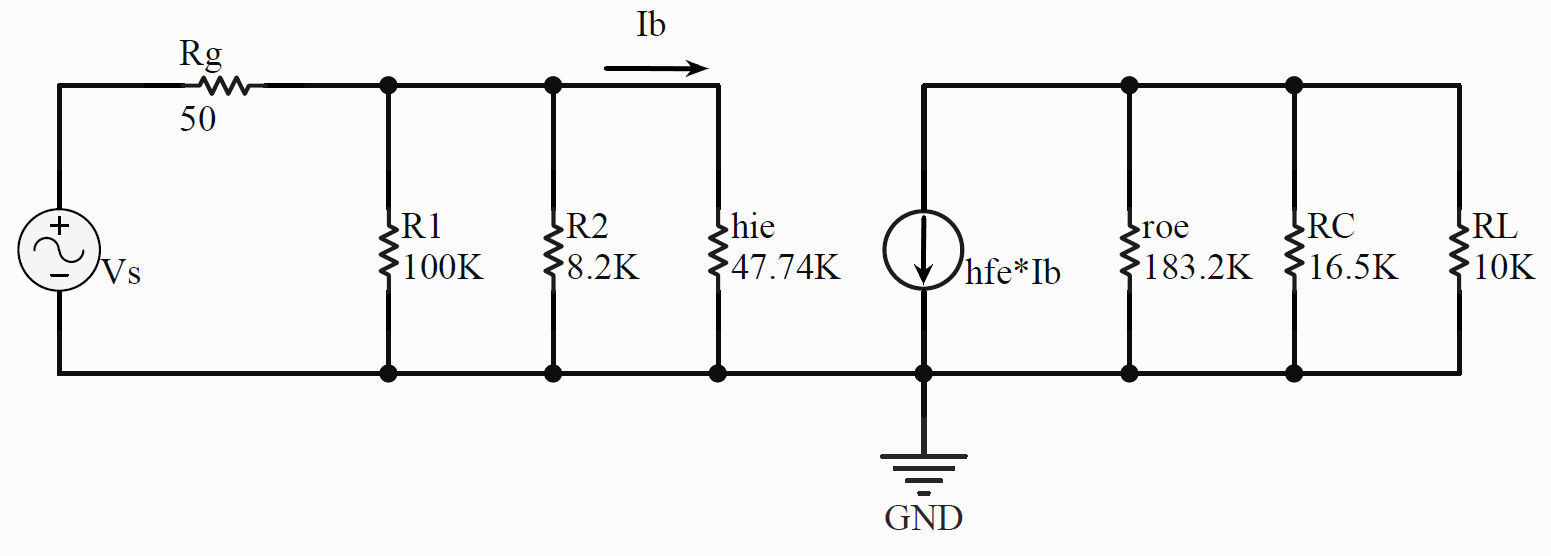 Ib
Rg
50
+
Vs
R1
100K
R2
8.2K
hie
47.74K
hfe*Ib
roe
183.2K
RC
16.5K
RL
10K
GND